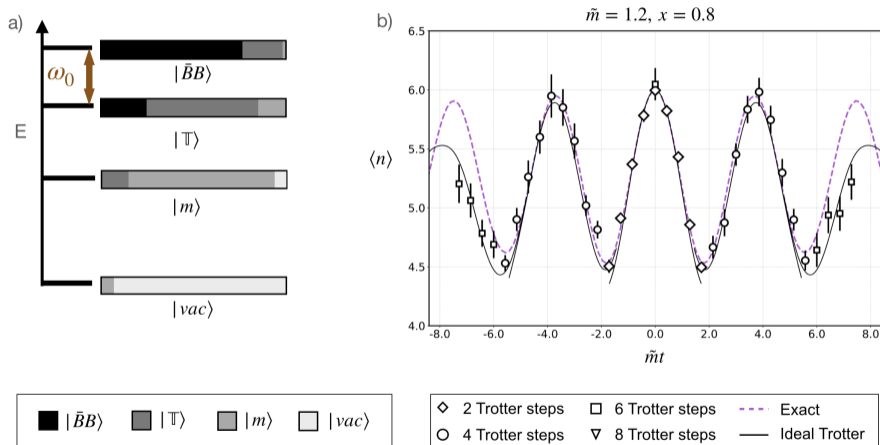 a)
E
ω₀
|B̄B⟩
|𝕋⟩
|m⟩
|vac⟩
|B̄B⟩
|𝕋⟩
|m⟩
|vac⟩
b)
m̃ = 1.2, x = 0.8
6.5
6.0
5.5
5.0
4.5
4.0
⟨n⟩
-8.0 -6.0 -4.0 -2.0 0.0 2.0 4.0 6.0 8.0
m̃t
2 Trotter steps
4 Trotter steps
6 Trotter steps
8 Trotter steps
Exact
Ideal Trotter